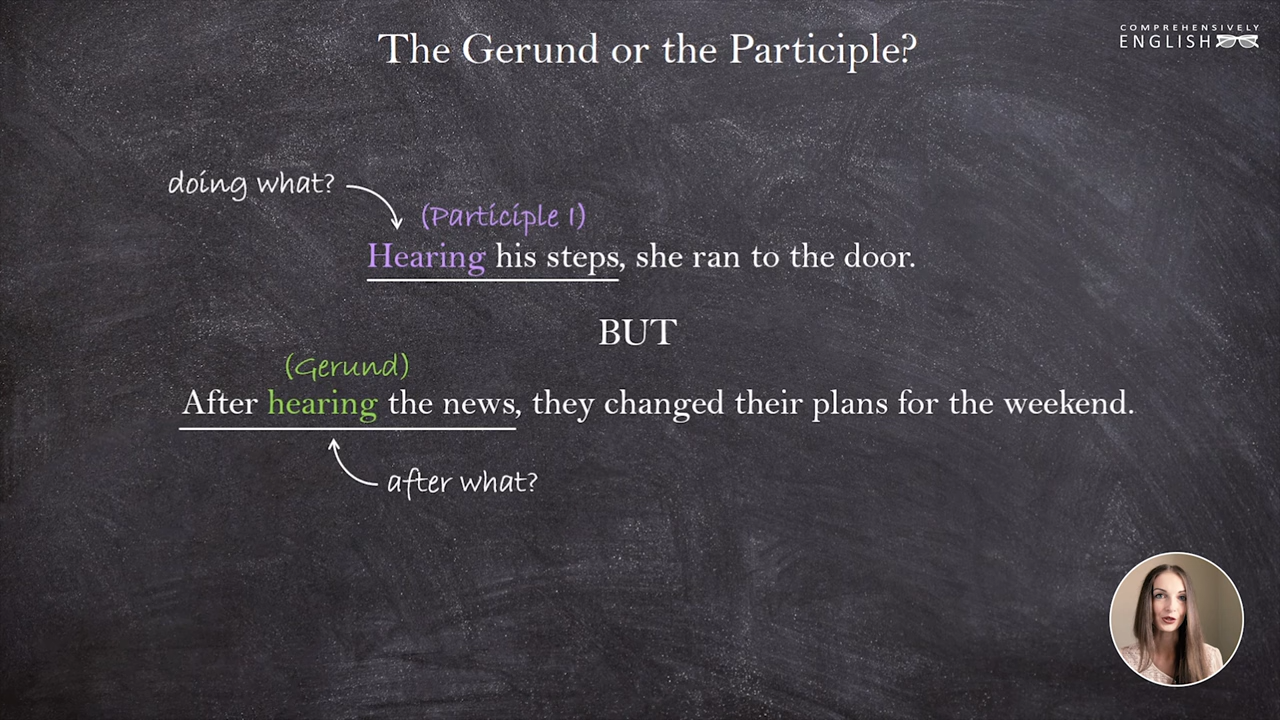 The Gerund or the Participle?
COMPREHENSIVELY
ENGLISH
doing what?
(Participle I)
Hearing his steps, she ran to the door.
BUT
(Gerund)
After hearing the news, they changed their plans for the weekend.
after what?